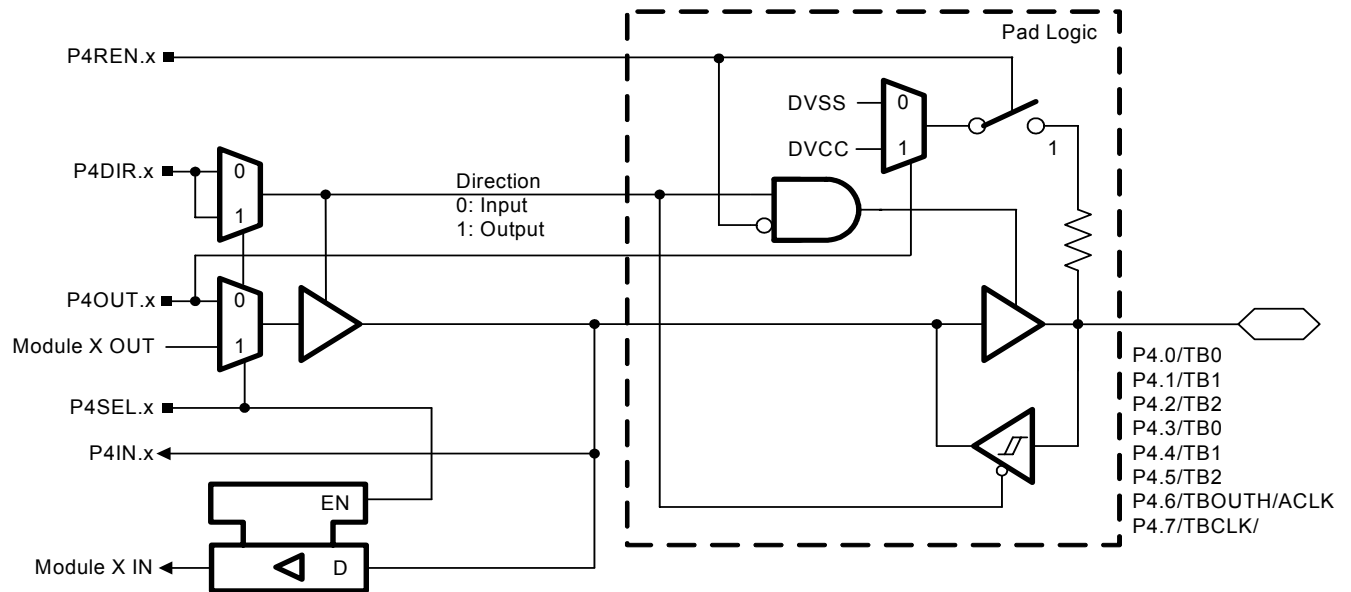 Pad Logic
P4REN.x
DVSS
0
DVCC
1
1
P4DIR.x
0
1
Direction
0: Input
1: Output
P4OUT.x
0
Module X OUT
1
P4SEL.x
P4IN.x
EN
Module X IN
D
P4.0/TB0
P4.1/TB1
P4.2/TB2
P4.3/TB0
P4.4/TB1
P4.5/TB2
P4.6/TBOUTH/ACLK
P4.7/TBCLK/